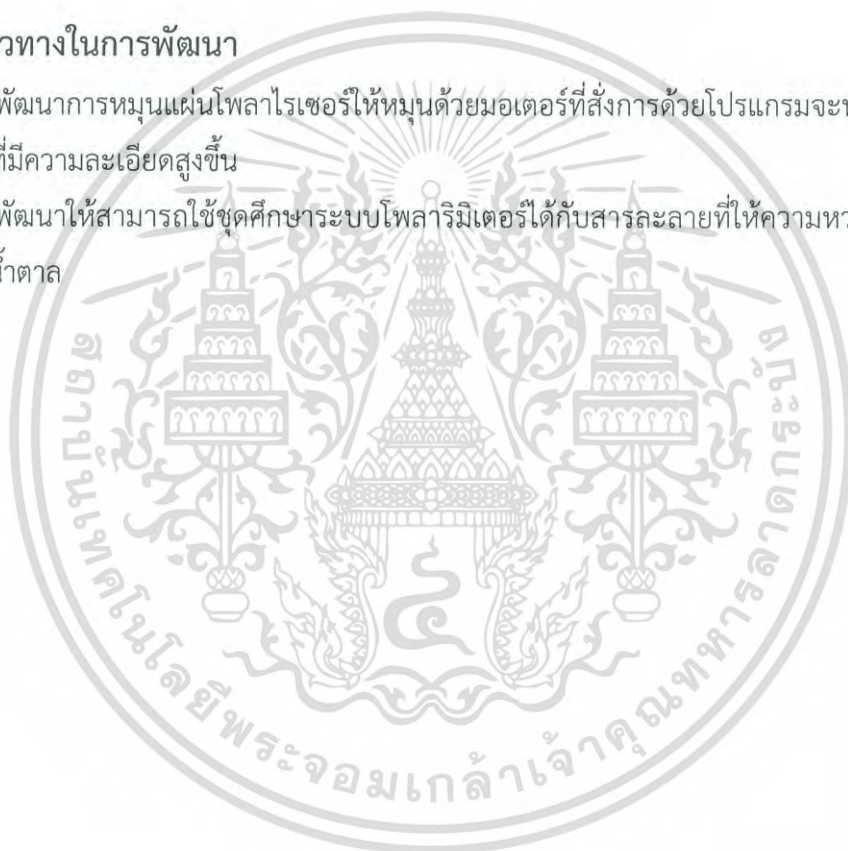 วทางในการพัฒนา
พัฒนาการหมุนแผ่นโพลาไรเซอร์ให้หมุนด้วยมอเตอร์ที่สั่งการด้วยโปรแกรมจะ
ที่มีความละเอียดสูงขึ้น
พัฒนาให้สามารถใช้ชุดศึกษาระบบโพลาริมิเตอร์ได้กับสารละลายที่ให้ความหว
น้ำตาล
สถาบันเทคโนโลยีพระจอมเกล้าเจ้าคุณทหารลาดกระบัง
๔